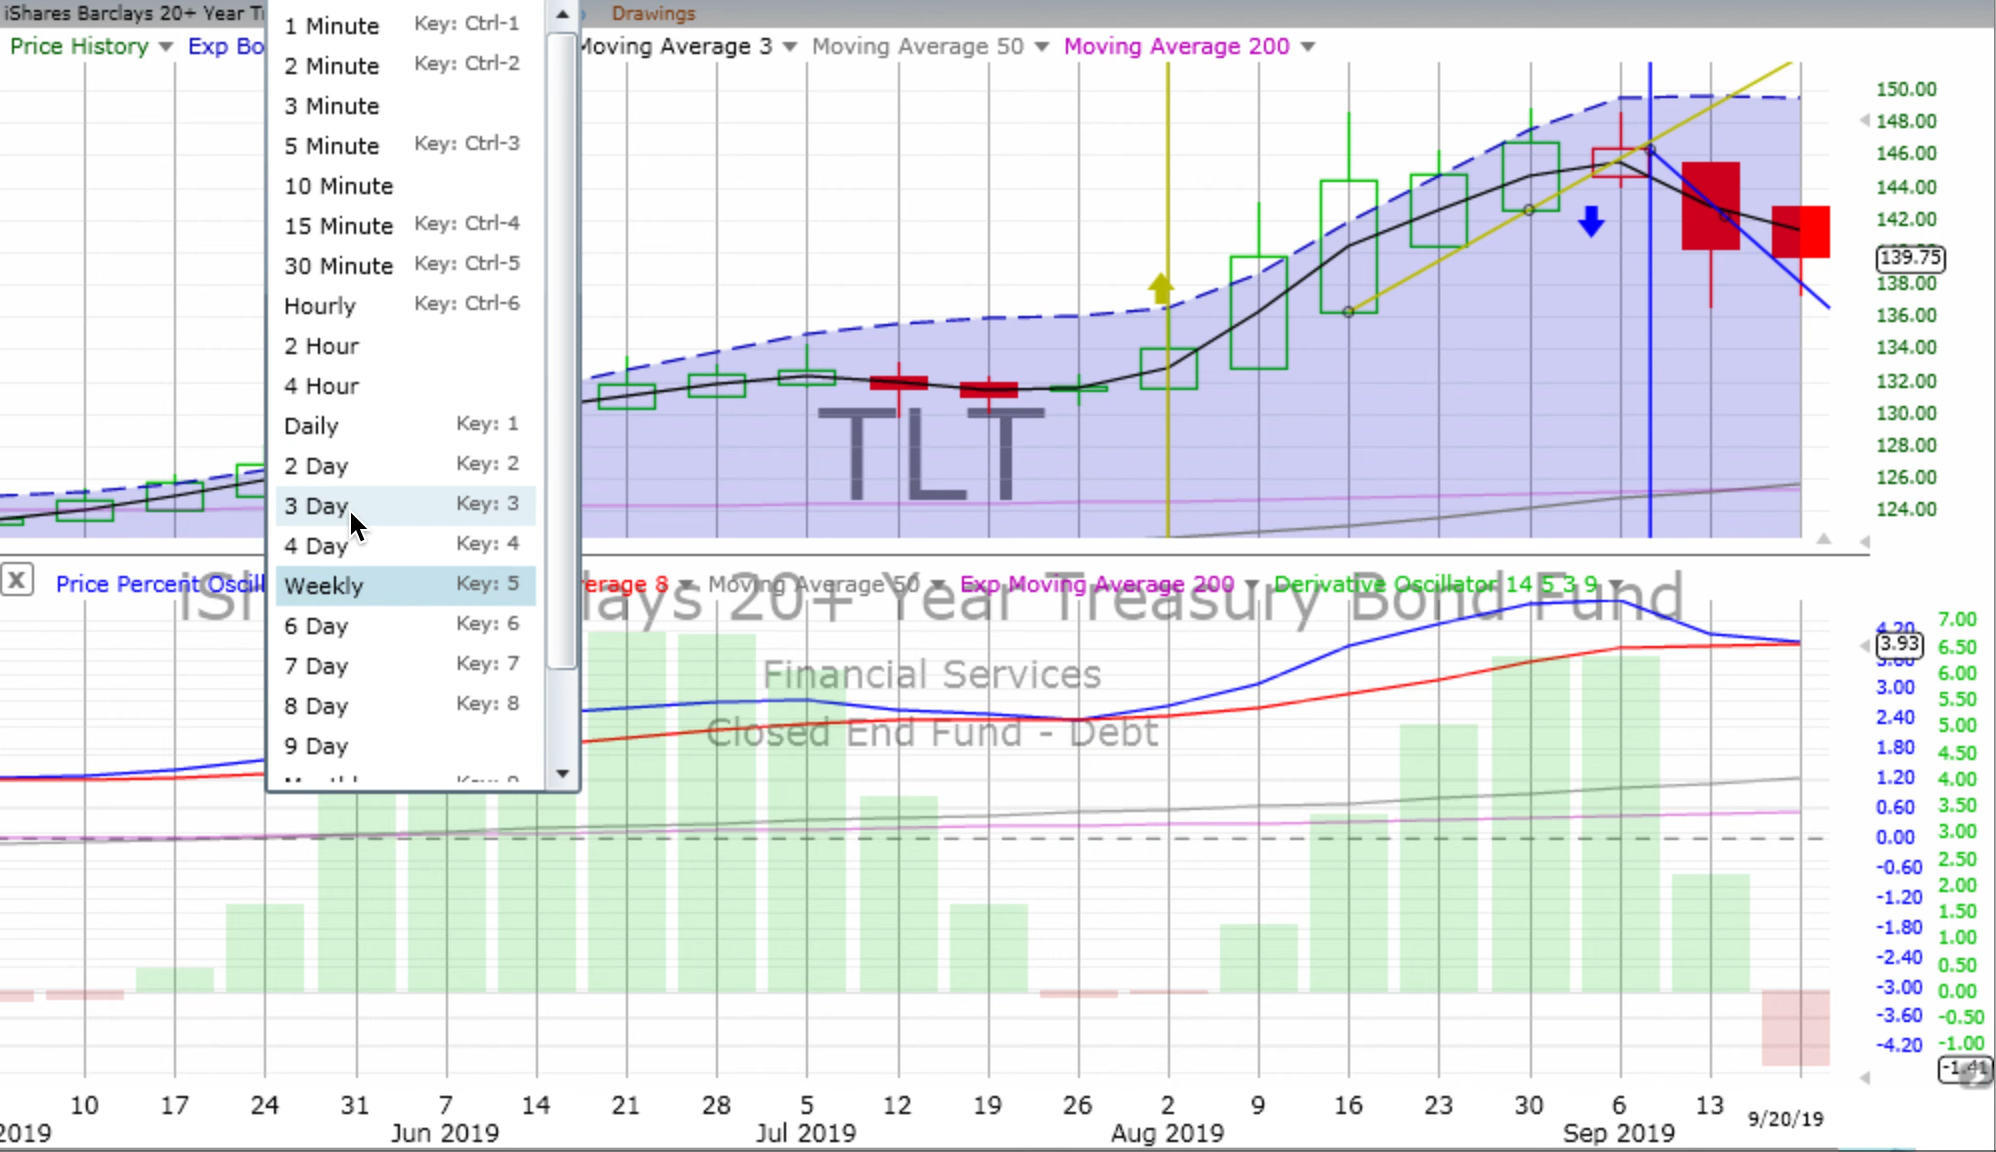 iShares Barclays 20+ Year Tr
Drawings
Price History
Exp Bo
Moving Average 3
Moving Average 50
Moving Average 200
1 Minute Key: Ctrl-1
2 Minute Key: Ctrl-2
3 Minute
5 Minute Key: Ctrl-3
10 Minute
15 Minute Key: Ctrl-4
30 Minute Key: Ctrl-5
Hourly Key: Ctrl-6
2 Hour
4 Hour
Daily Key: 1
2 Day Key: 2
3 Day Key: 3
4 Day Key: 4
Weekly Key: 5
6 Day Key: 6
7 Day Key: 7
8 Day Key: 8
9 Day
150.00
148.00
146.00
144.00
142.00
139.75
138.00
136.00
134.00
132.00
130.00
128.00
126.00
124.00
TLT
X
Price Percent Oscill
erage 8
Moving Average 50
Exp Moving Average 200
Derivative Oscillator 14 5 3 9
iSh
lays 20+ Year Treasury Bond Fund
Financial Services
Closed End Fund - Debt
4.20
3.93
3.60
3.00
2.40
1.80
1.20
0.60
0.00
-0.60
-1.20
-1.80
-2.40
-3.00
-3.60
-4.20
7.00
6.50
6.00
5.50
5.00
4.50
4.00
3.50
3.00
2.50
2.00
1.50
1.00
0.50
0.00
-0.50
-1.00
-1.41
10 17 24 31 7 14 21 28 5 12 19 26 2 9 16 23 30 6 13 9/20/19
2019 Jun 2019 Jul 2019 Aug 2019 Sep 2019